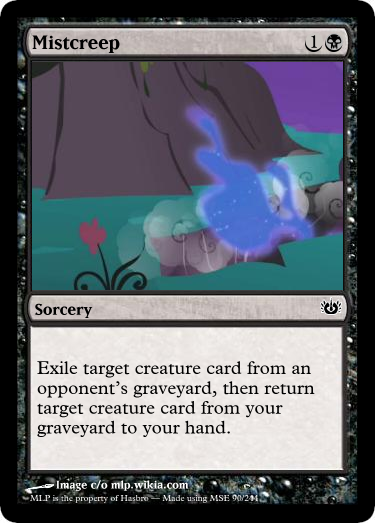 Mistcreep 1
Sorcery
Exile target creature card from an
opponent's graveyard, then return
target creature card from your
graveyard to your hand.
Image c/o mlp.wikia.com
MLP is the property of Hasbro — Made using MSE 90/244